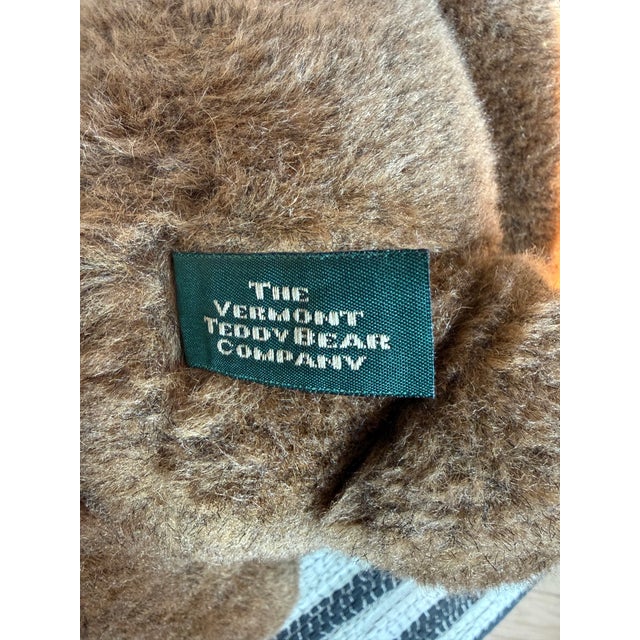 THE
VERMONT
TEDDY BEAR
COMPANY